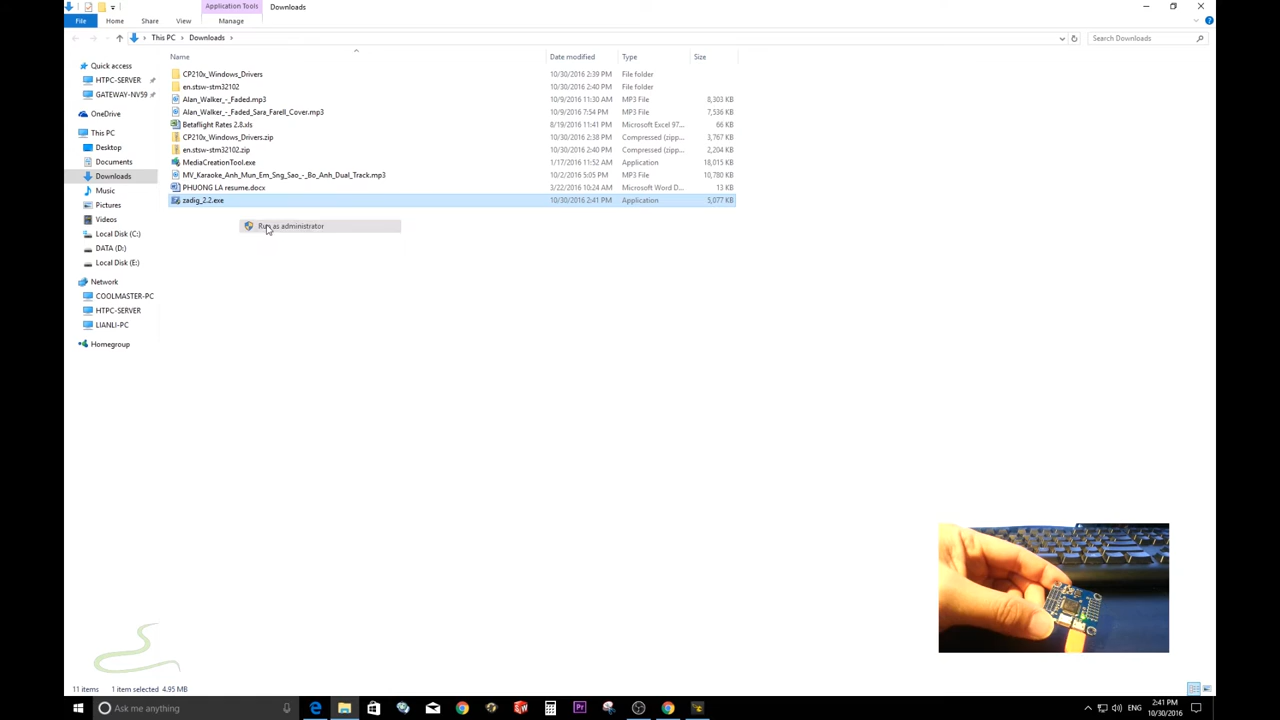 Application Tools
Downloads
File
Home
Share
View
Manage
This PC
Downloads
Search Downloads
Name
Date modified
Type
Size
Quick access
HTPC-SERVER
GATEWAY-NV59
OneDrive
This PC
Desktop
Documents
Downloads
Music
Pictures
Videos
Local Disk (C:)
DATA (D:)
Local Disk (E:)
Network
COOLMASTER-PC
HTPC-SERVER
LIANLI-PC
Homegroup
CP210x_Windows_Drivers 10/30/2016 2:39 PM File folder
en.stsw-stm32102 10/30/2016 2:40 PM File folder
Alan_Walker_-_Faded.mp3 10/9/2016 11:30 AM MP3 File 8,303 KB
Alan_Walker_-_Faded_Sara_Farell_Cover.mp3 10/9/2016 7:54 PM MP3 File 7,536 KB
Betaflight Rates 2.8.xls 8/19/2016 11:41 PM Microsoft Excel 97... 66 KB
CP210x_Windows_Drivers.zip 10/30/2016 2:38 PM Compressed (zipp... 3,767 KB
en.stsw-stm32102.zip 10/30/2016 2:40 PM Compressed (zipp... 2,204 KB
MediaCreationTool.exe 1/17/2016 11:52 AM Application 18,015 KB
MV_Karaoke_Anh_Mun_Em_Sng_Sao_-_Bo_Anh_Dual_Track.mp3 10/2/2016 5:05 PM MP3 File 10,780 KB
PHUONG LA resume.docx 3/22/2016 10:24 AM Microsoft Word D... 13 KB
zadig_2.2.exe 10/30/2016 2:41 PM Application 5,077 KB
Run as administrator
11 items 1 item selected 4.95 MB
Ask me anything
ENG
2:41 PM
10/30/2016